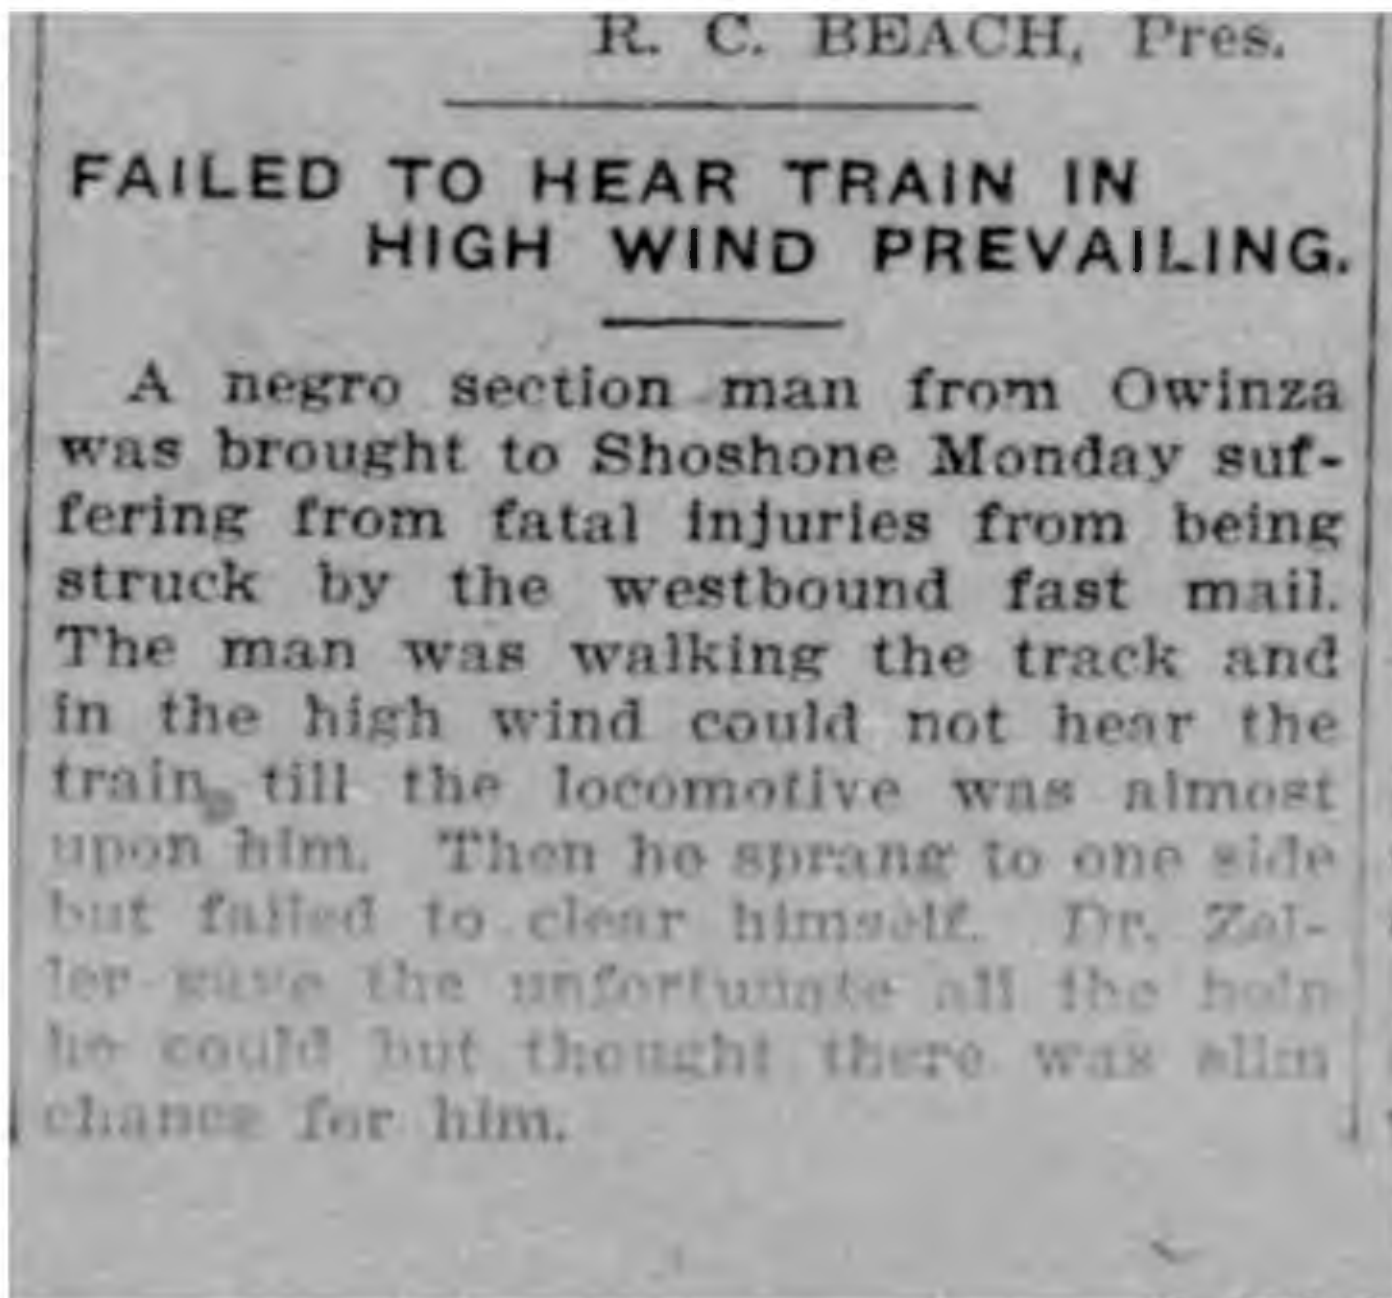 R. C. BEACH, Pres.
FAILED TO HEAR TRAIN IN
HIGH WIND PREVAILING.
A negro section man from Owinza
was brought to Shoshone Monday suf-
fering from fatal injuries from being
struck by the westbound fast mail.
The man was walking the track and
in the high wind could not hear the
train till the locomotive was almost
upon him. Then he sprang to one side
but failed to clear himself. Dr. Zel-
ler gave the unfortunate all the help
he could but thought there was slim
chance for him.